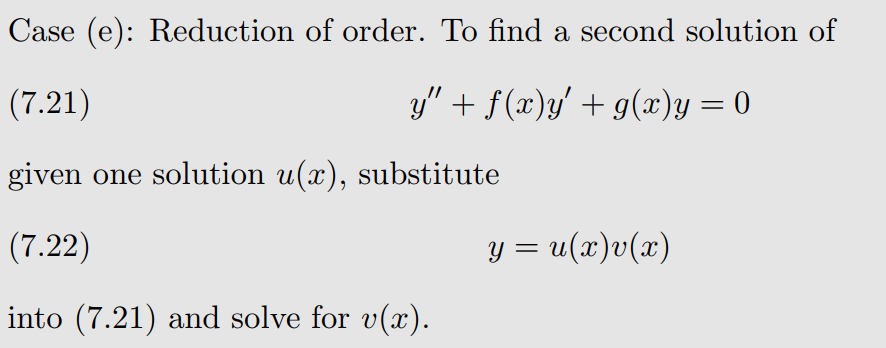 Case (e): Reduction of order. To find a second solution of
(7.21) y″ + f(x)y′ + g(x)y = 0
given one solution u(x), substitute
(7.22) y = u(x)v(x)
into (7.21) and solve for v(x).